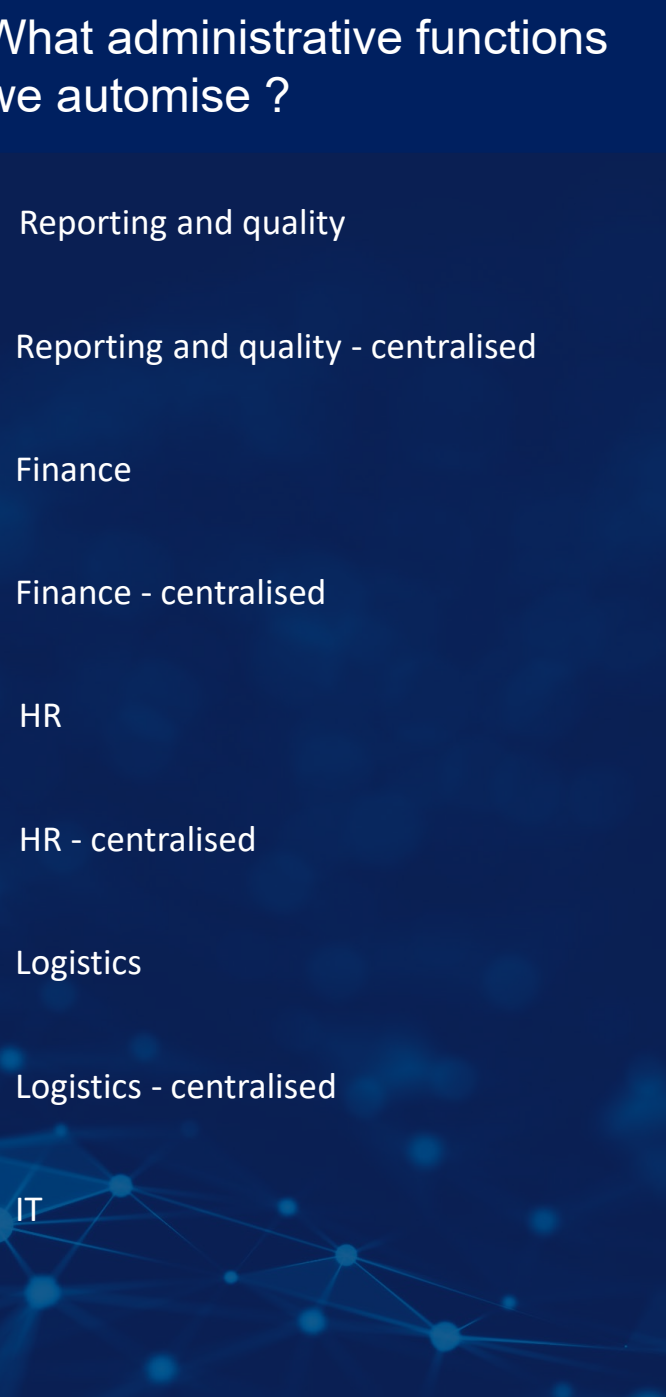 What administrative functions
we automise ?
Reporting and quality
Reporting and quality - centralised
Finance
Finance - centralised
HR
HR - centralised
Logistics
Logistics - centralised
IT